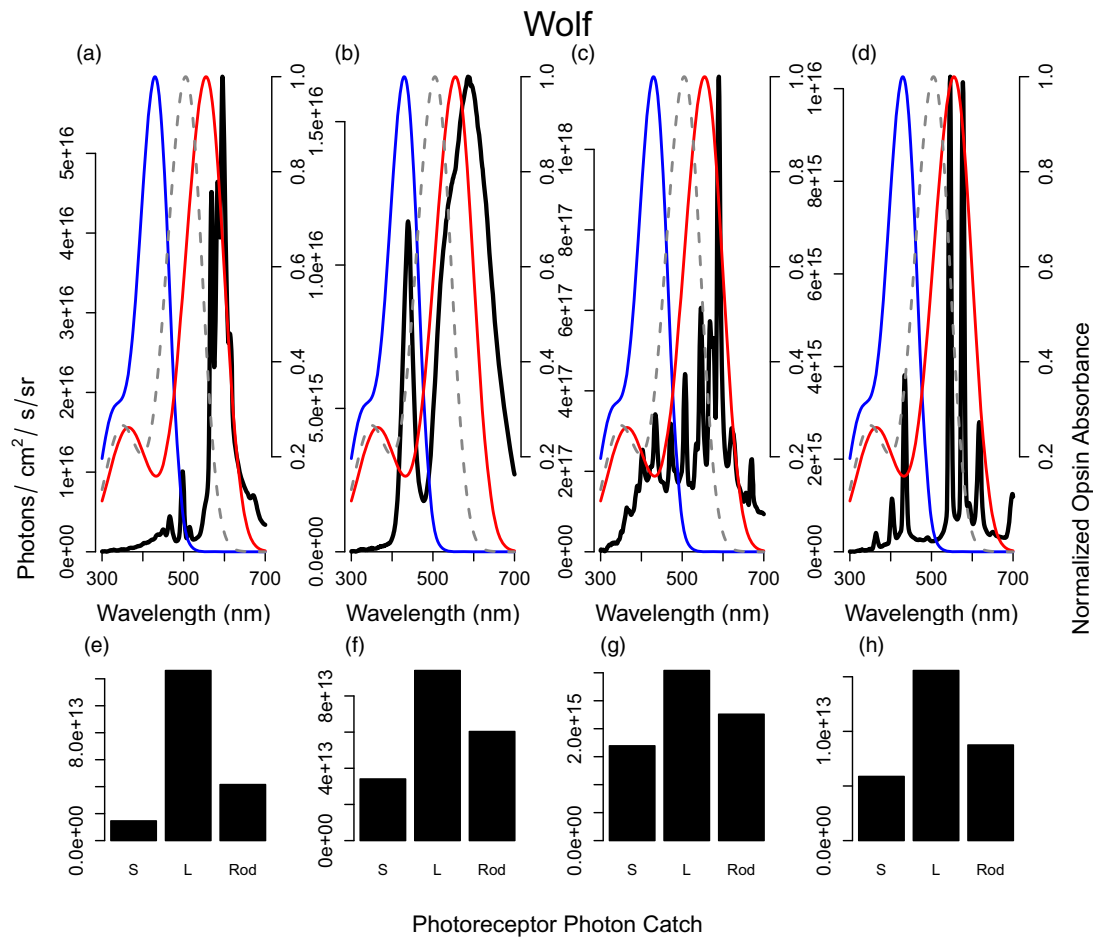 Wolf
(a) (b) (c) (d)
Photons/ cm²/ s/sr
0e+00 1e+16 2e+16 3e+16 4e+16 5e+16
0.2 0.4 0.6 0.8 1.0
0.0e+00 5.0e+15 1.0e+16 1.5e+16
0.2 0.4 0.6 0.8 1.0
0e+00 2e+17 4e+17 6e+17 8e+17 1e+18
0.2 0.4 0.6 0.8 1.0
0e+00 2e+15 4e+15 6e+15 8e+15 1e+16
0.2 0.4 0.6 0.8 1.0
Normalized Opsin Absorbance
300 500 700 300 500 700 300 500 700 300 500 700
Wavelength (nm) Wavelength (nm) Wavelength (nm) Wavelength (nm)
(e) (f) (g) (h)
0.0e+00 8.0e+13
0e+00 4e+13 8e+13
0.0e+00 2.0e+15
0.0e+00 1.0e+13
S L Rod S L Rod S L Rod S L Rod
Photoreceptor Photon Catch